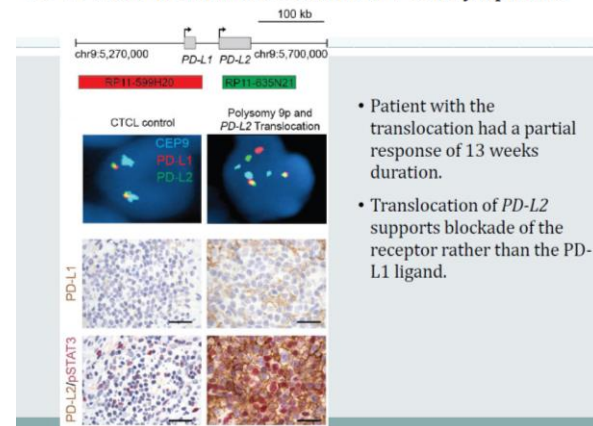 100 kb
chr9:5,270,000
PD-L1 PD-L2
chr9:5,700,000
RP11-599H20
RP11-635N21
CTCL control
Polysomy 9p and
PD-L2 Translocation
CEP9
PD-L1
PD-L2
PD-L1
PD-L2/pSTAT3
• Patient with the
translocation had a partial
response of 13 weeks
duration.
• Translocation of PD-L2
supports blockade of the
receptor rather than the PD-
L1 ligand.